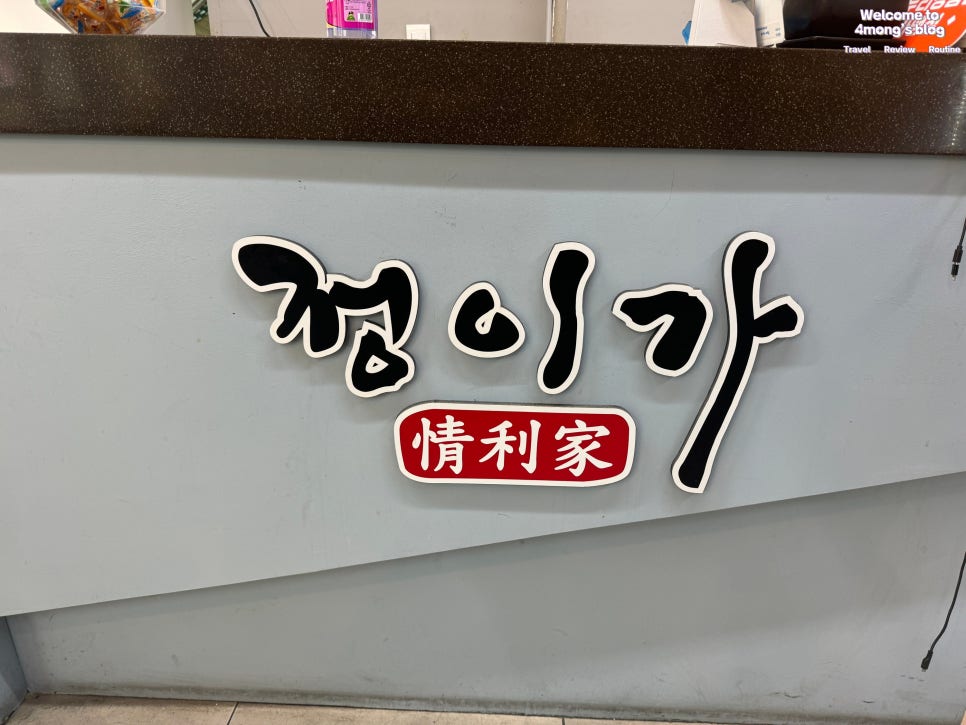 Welcome to
4mong's blog
Travel Review Routine
정이가
情利家